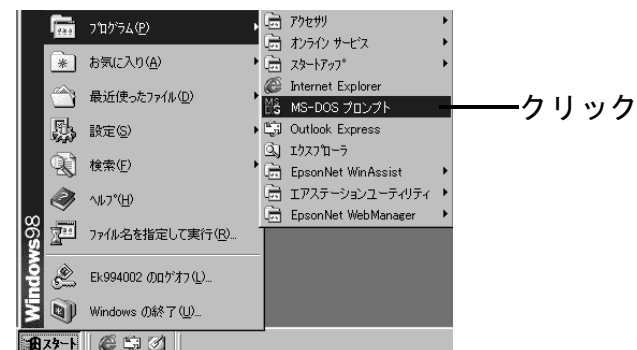 プログラム(P)
お気に入り(A)
最近使ったファイル(D)
設定(S)
検索(F)
ヘルプ(H)
ファイル名を指定して実行(R)...
Ek994002 のログオフ(L)...
Windows の終了(U)...
Windows98
スタート
アクセサリ
オンライン サービス
スタートアップ
Internet Explorer
MS-DOS プロンプト
Outlook Express
エクスプローラ
EpsonNet WinAssist
エアステーションユーティリティ
EpsonNet WebManager
クリック